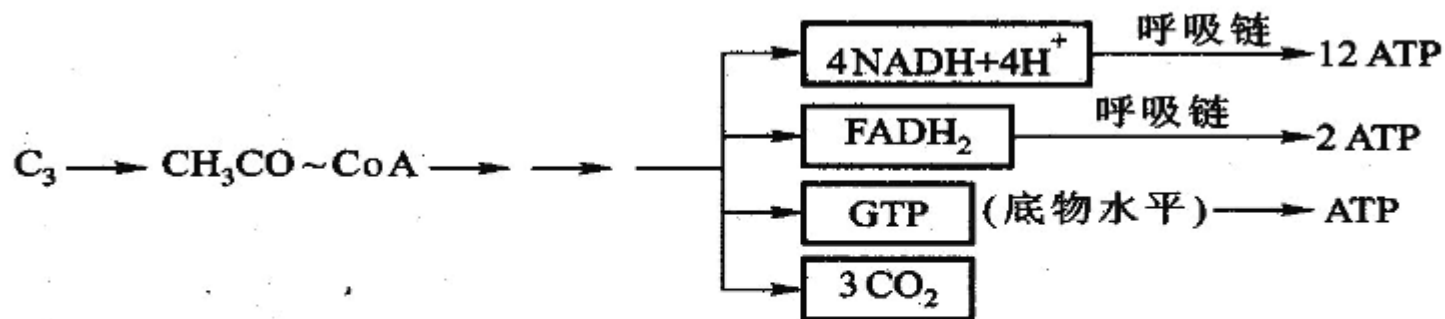 4NADH+4H⁺ 呼吸链 12 ATP
FADH₂ 呼吸链 2 ATP
C₃ CH₃CO~CoA
GTP (底物水平) ATP
3CO₂